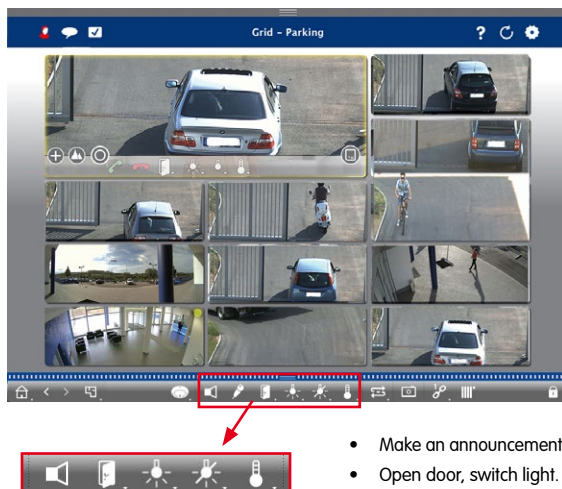 Grid – Parking
?
• Make an announcement
• Open door, switch light.